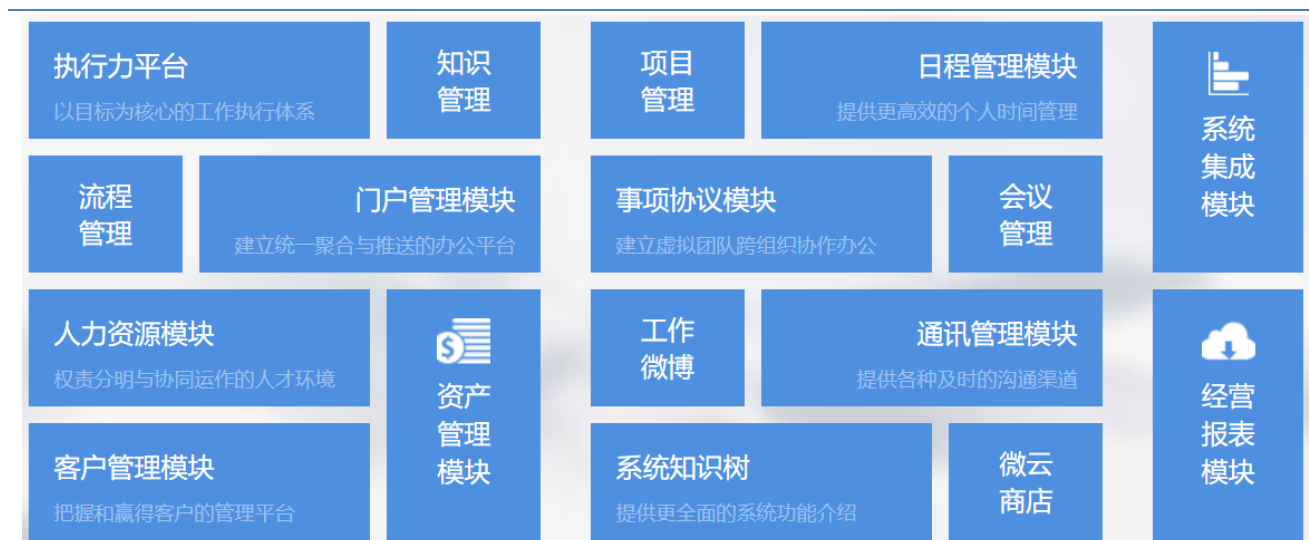 执行力平台
以目标为核心的工作执行体系
知识
管理
项目
管理
日程管理模块
提供更高效的个人时间管理
系统
集成
模块
流程
管理
门户管理模块
建立统一聚合与推送的办公平台
事项协议模块
建立虚拟团队跨组织协作办公
会议
管理
人力资源模块
权责分明与协同运作的人才环境
资产
管理
模块
工作
微博
通讯管理模块
提供各种及时的沟通渠道
经营
报表
模块
客户管理模块
把握和赢得客户的管理平台
系统知识树
提供更全面的系统功能介绍
微云
商店